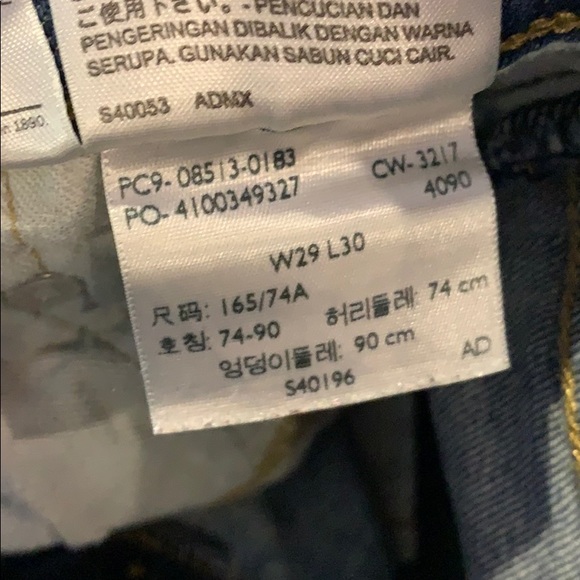 ご使用下さい。- PENCUCIAN DAN
PENGERINGAN DIBALIK DENGAN WARNA
SERUPA. GUNAKAN SABUN CUCI CAIR.
S40053 ADMX
1890.
PC9- 08513-0183 CW-3217
PO- 4100349327 4090
W29 L30
尺码: 165/74A
호칭: 74-90 허리둘레: 74 cm
엉덩이둘레: 90 cm AD
S40196